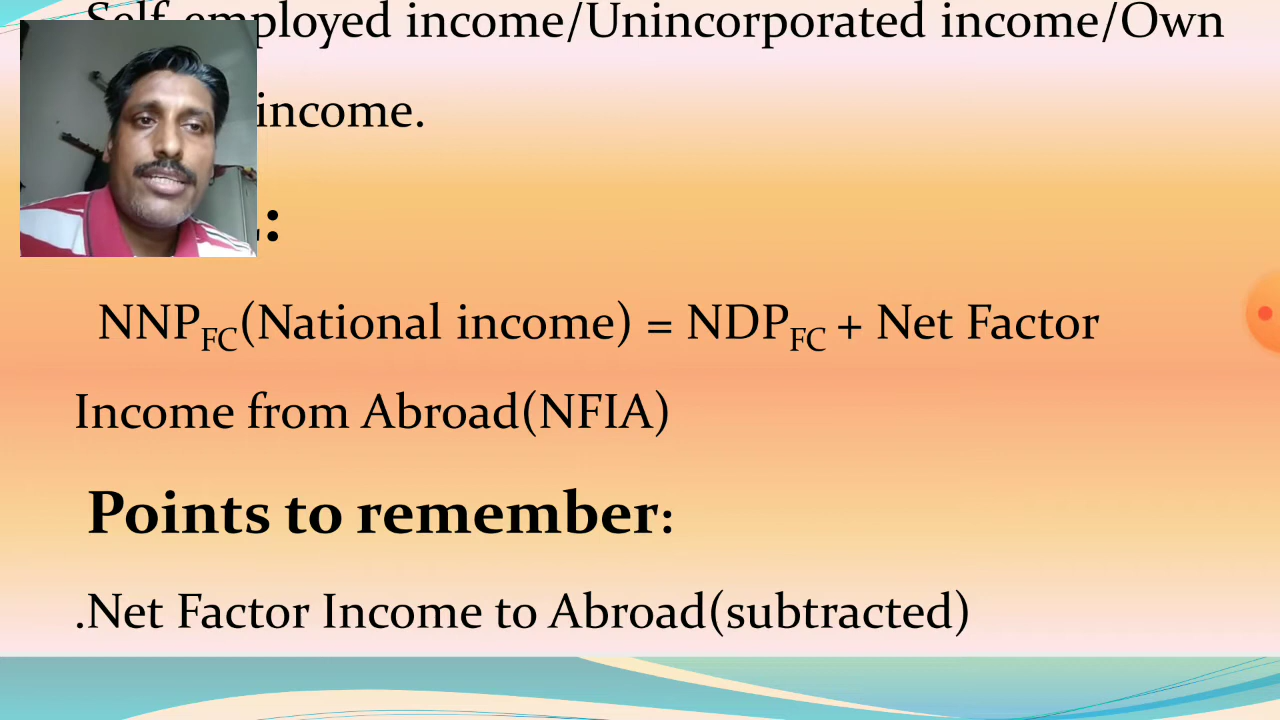 Self-employed income/Unincorporated income/Own
income.
:
NNPFC(National income) = NDPFC + Net Factor
Income from Abroad(NFIA)
Points to remember:
.Net Factor Income to Abroad(subtracted)